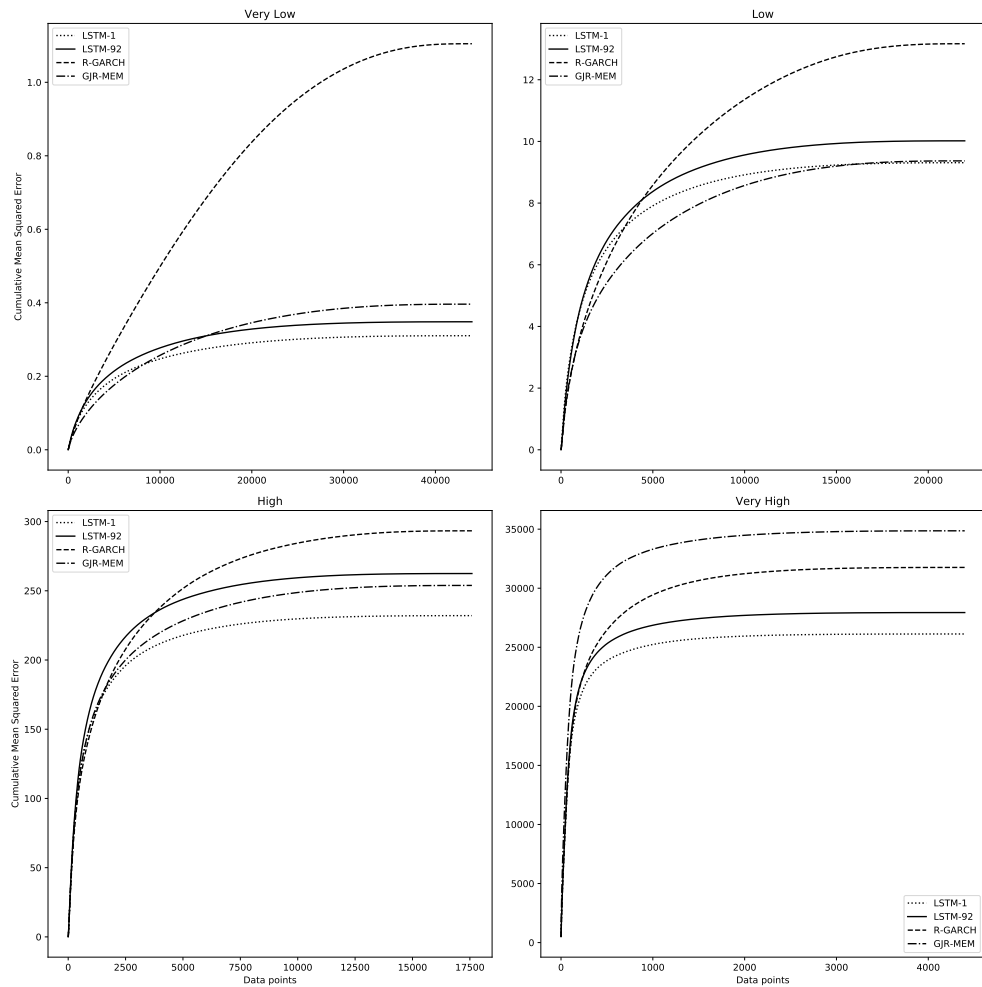 Very Low
LSTM-1
LSTM-92
R-GARCH
GJR-MEM
Cumulative Mean Squared Error
1.0
0.8
0.6
0.4
0.2
0.0
0 10000 20000 30000 40000
Low
LSTM-1
LSTM-92
R-GARCH
GJR-MEM
12
10
8
6
4
2
0
0 5000 10000 15000 20000
High
LSTM-1
LSTM-92
R-GARCH
GJR-MEM
Cumulative Mean Squared Error
300
250
200
150
100
50
0
0 2500 5000 7500 10000 12500 15000 17500
Data points
Very High
35000
30000
25000
20000
15000
10000
5000
0
LSTM-1
LSTM-92
R-GARCH
GJR-MEM
0 1000 2000 3000 4000
Data points